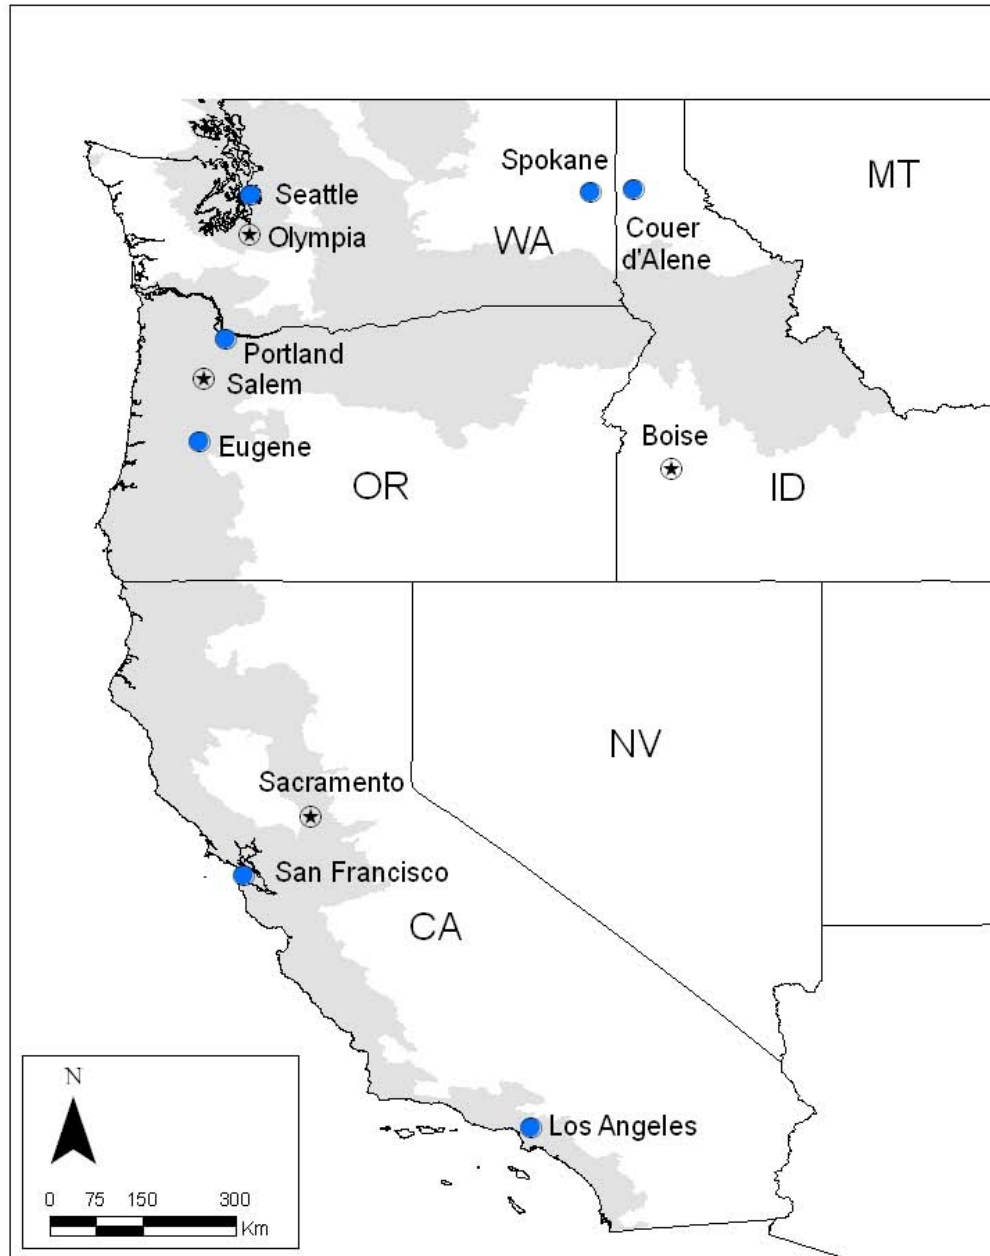 Spokane
MT
Seattle
Couer
d'Alene
Olympia
WA
Portland
Salem
Boise
Eugene
OR
ID
NV
Sacramento
San Francisco
CA
N
Los Angeles
0 75 150 300
Km